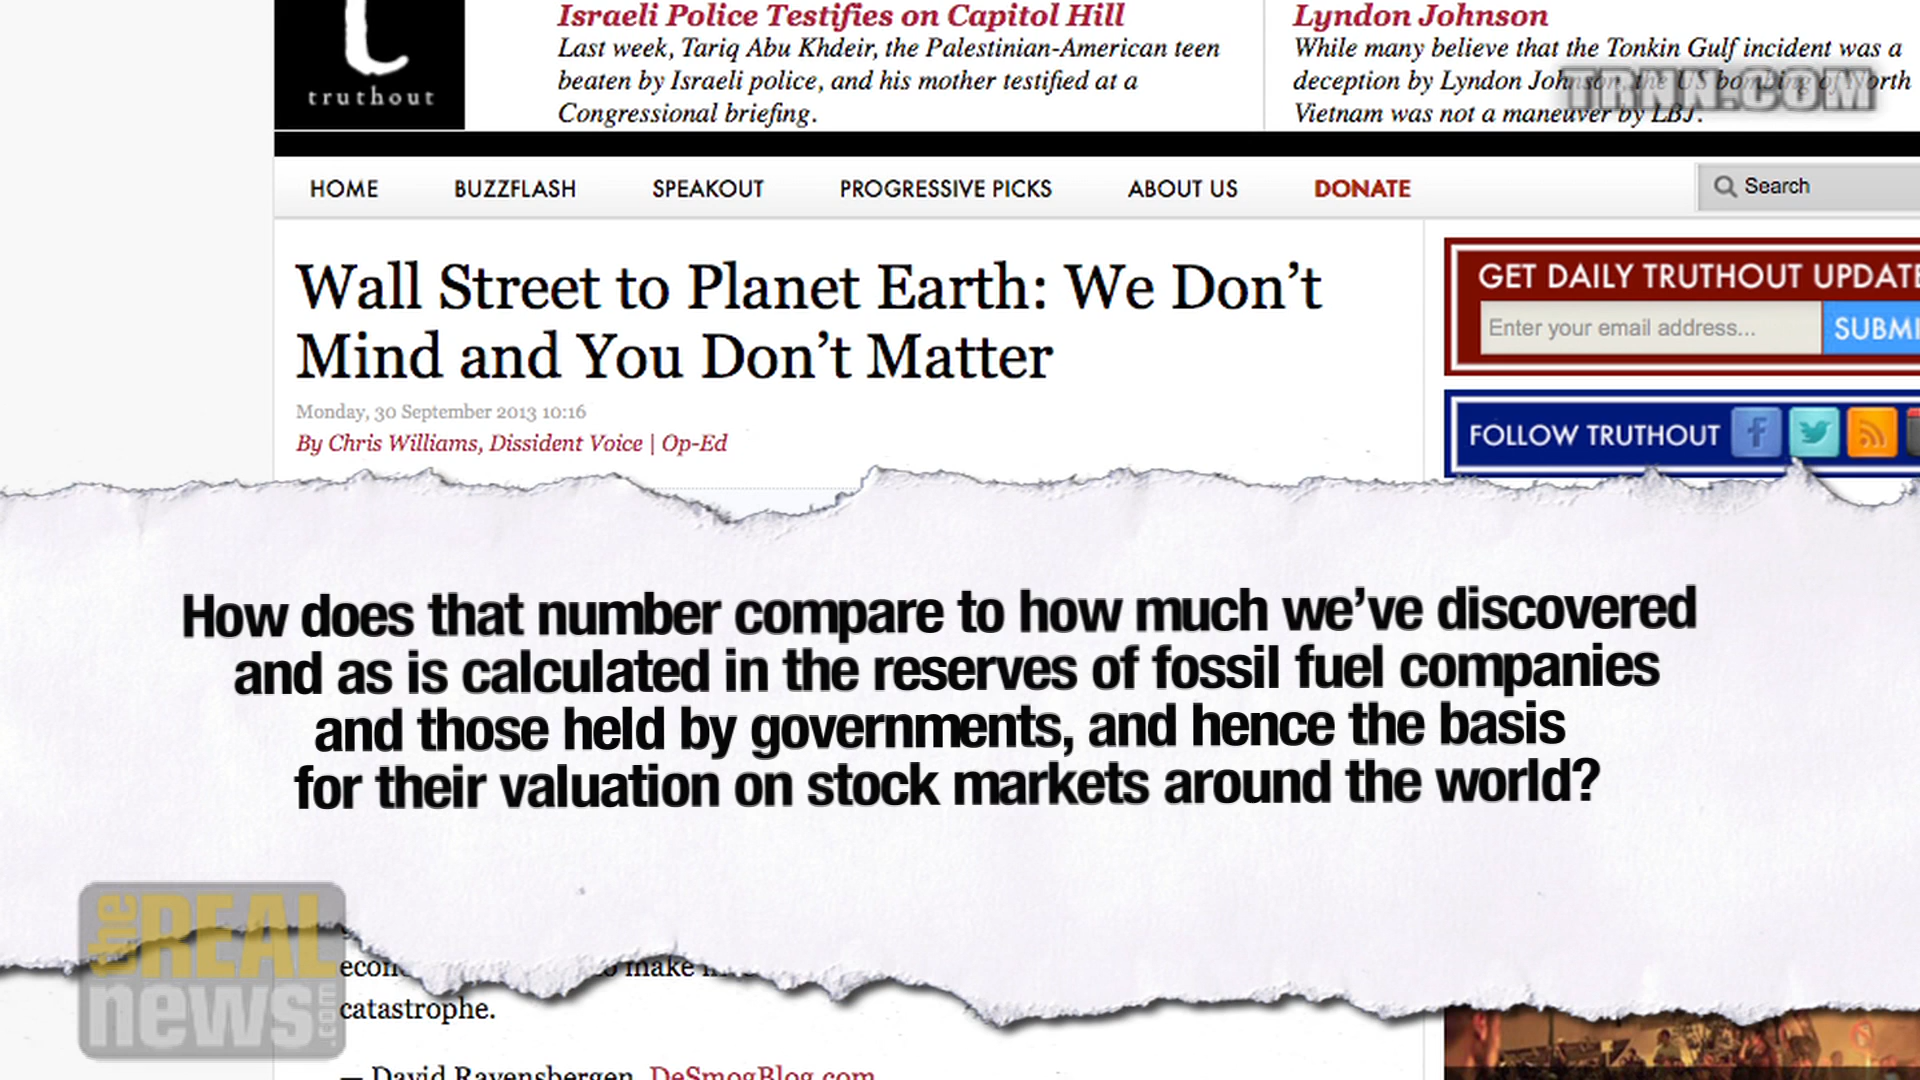 Israeli Police Testifies on Capitol Hill
Last week, Tariq Abu Khdeir, the Palestinian-American teen
beaten by Israeli police, and his mother testified at a
Congressional briefing.
Lyndon Johnson
While many believe that the Tonkin Gulf incident was a
deception by Lyndon Johnson, the US bombing of North
Vietnam was not a maneuver by LBJ.
TRNN.COM
t
truthout
HOME BUZZFLASH SPEAKOUT PROGRESSIVE PICKS ABOUT US DONATE
Search
Wall Street to Planet Earth: We Don’t
Mind and You Don’t Matter
Monday, 30 September 2013 10:16
By Chris Williams, Dissident Voice | Op-Ed
GET DAILY TRUTHOUT UPDATE
Enter your email address... SUBMI
FOLLOW TRUTHOUT
How does that number compare to how much we’ve discovered
and as is calculated in the reserves of fossil fuel companies
and those held by governments, and hence the basis
for their valuation on stock markets around the world?
the REAL
news.com
make
catastrophe.
— David Ravensbergen, DeSmogBlog.com